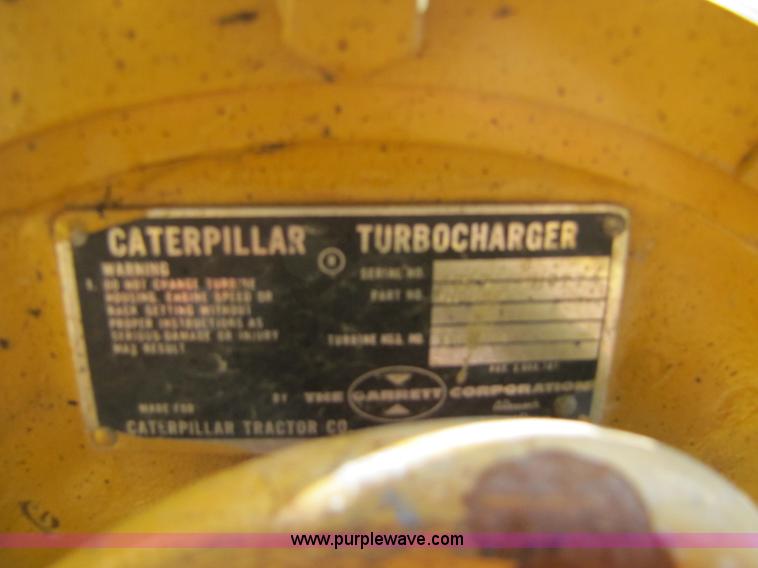 CATERPILLAR TURBOCHARGER
WARNING
1. DO NOT CHANGE TURBINE
HOUSING, ENGINE SPEED OR
RACK SETTING WITHOUT
PROPER INSTRUCTIONS AS
SERIOUS DAMAGE OR INJURY
MAY RESULT
SERIAL NO.
PART NO.
TURBINE HSG. NO.
MADE FOR
BY THE GARRETT CORPORATION
CATERPILLAR TRACTOR CO
www.purplewave.com